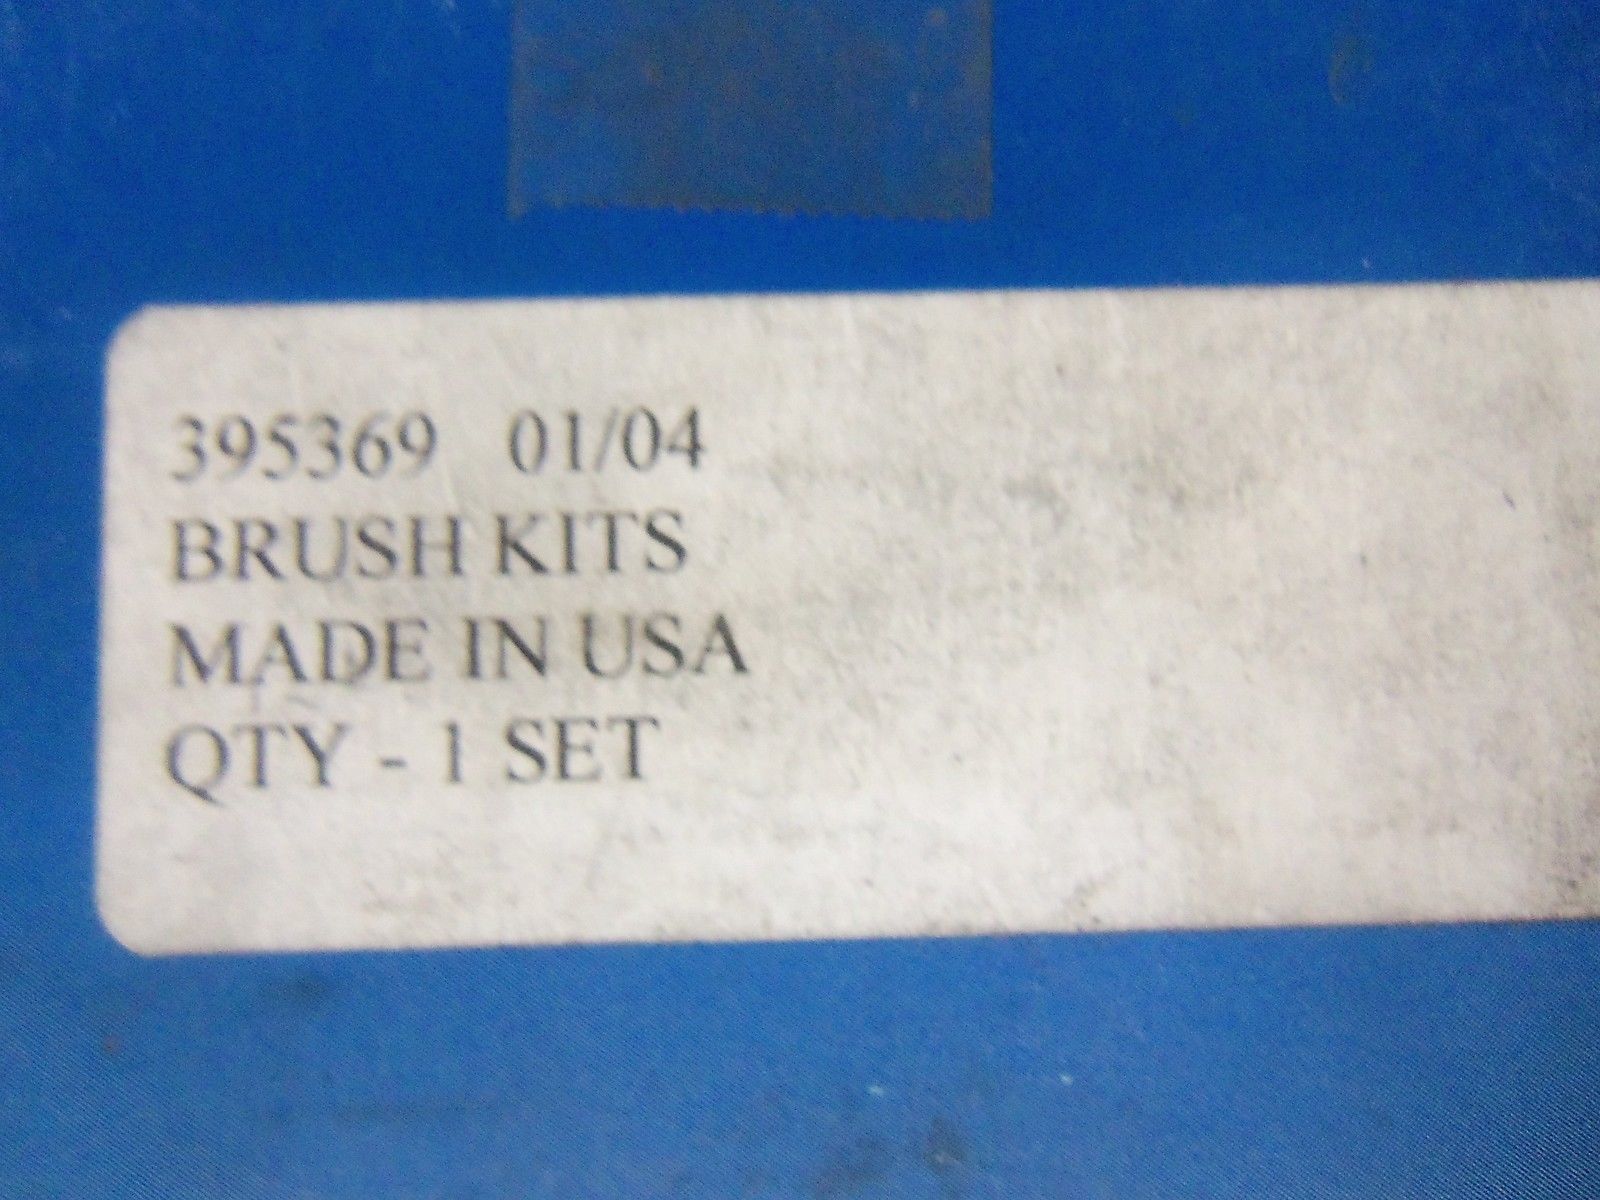 395369 01/04
BRUSH KITS
MADE IN USA
QTY - 1 SET